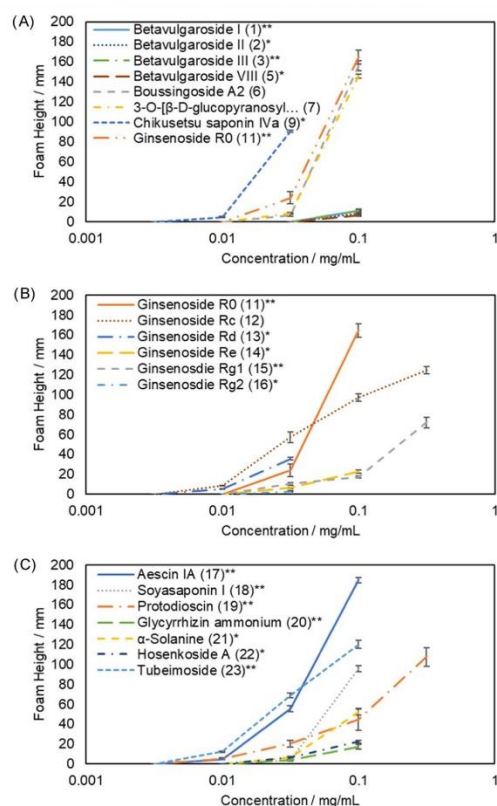 (A)
Betavulgaroside I (1)**
Betavulgaroside II (2)*
Betavulgaroside III (3)**
Betavulgaroside VIII (5)*
Boussingoside A2 (6)
3-O-[β-D-glucopyranosyl... (7)
Chikusetsu saponin IVa (9)*
Ginsenoside R0 (11)**
Foam Height / mm
200
180
160
140
120
100
80
60
40
20
0
0.001 0.01 0.1 1
Concentration / mg/mL
(B)
Ginsenoside R0 (11)**
Ginsenoside Rc (12)
Ginsenoside Rd (13)*
Ginsenoside Re (14)*
Ginsenosdie Rg1 (15)**
Ginsenosdie Rg2 (16)*
Foam Height / mm
200
180
160
140
120
100
80
60
40
20
0
0.001 0.01 0.1 1
Concentration / mg/mL
(C)
Aescin IA (17)**
Soyasaponin I (18)**
Protodioscin (19)**
Glycyrrhizin ammonium (20)**
α-Solanine (21)*
Hosenkoside A (22)*
Tubeimoside (23)**
Foam Height / mm
200
180
160
140
120
100
80
60
40
20
0
0.001 0.01 0.1 1
Concentration / mg/mL